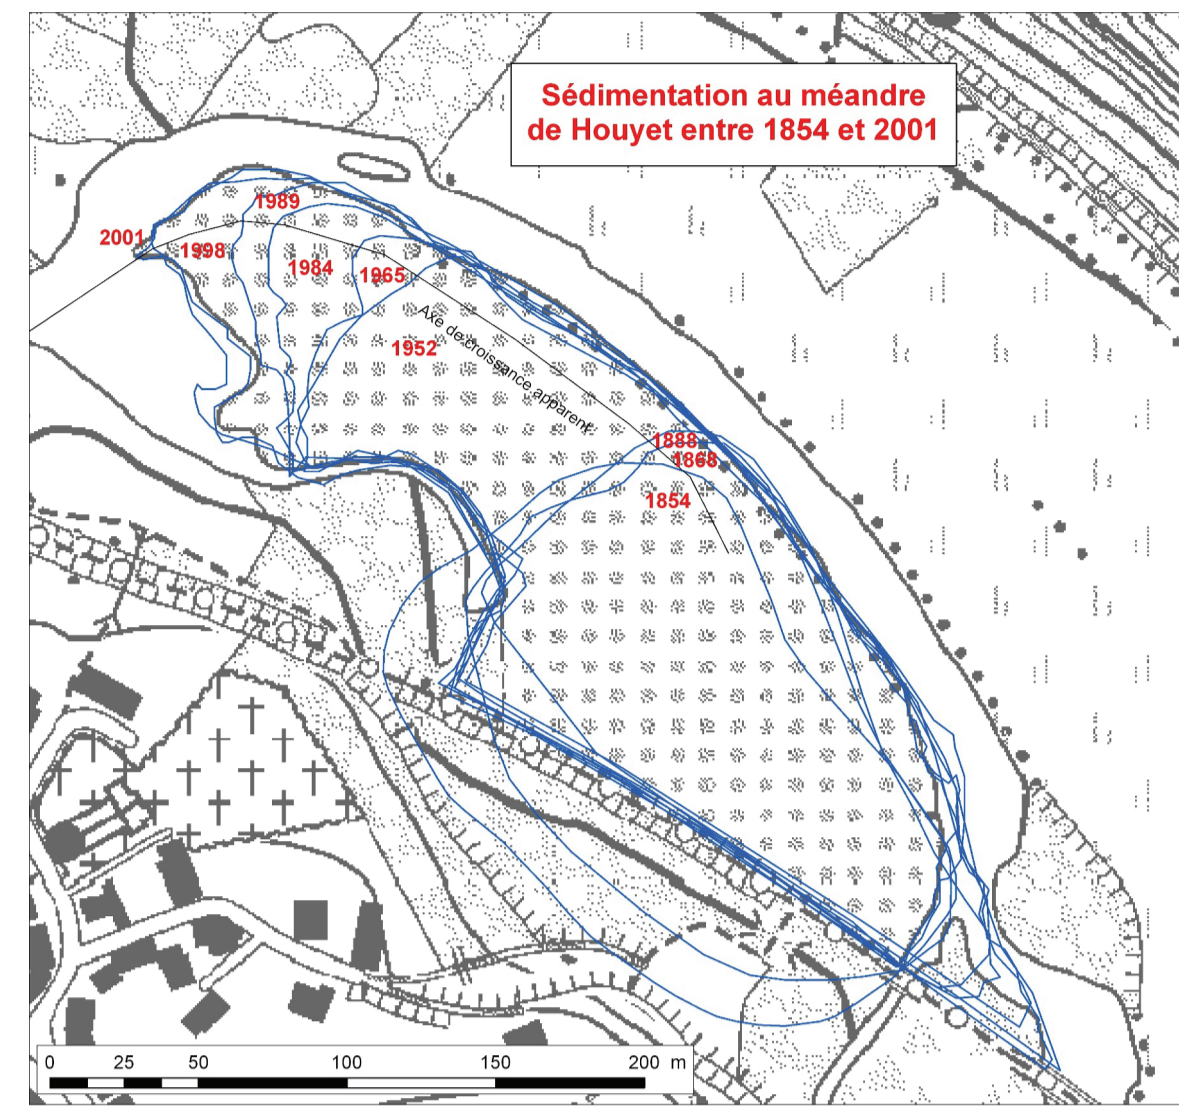 Sédimentation au méandre
de Houyet entre 1854 et 2001
1989
2001
1998
1984
1965
1952
Axe de croissance apparent
1888
1868
1854
0 25 50 100 150 200 m